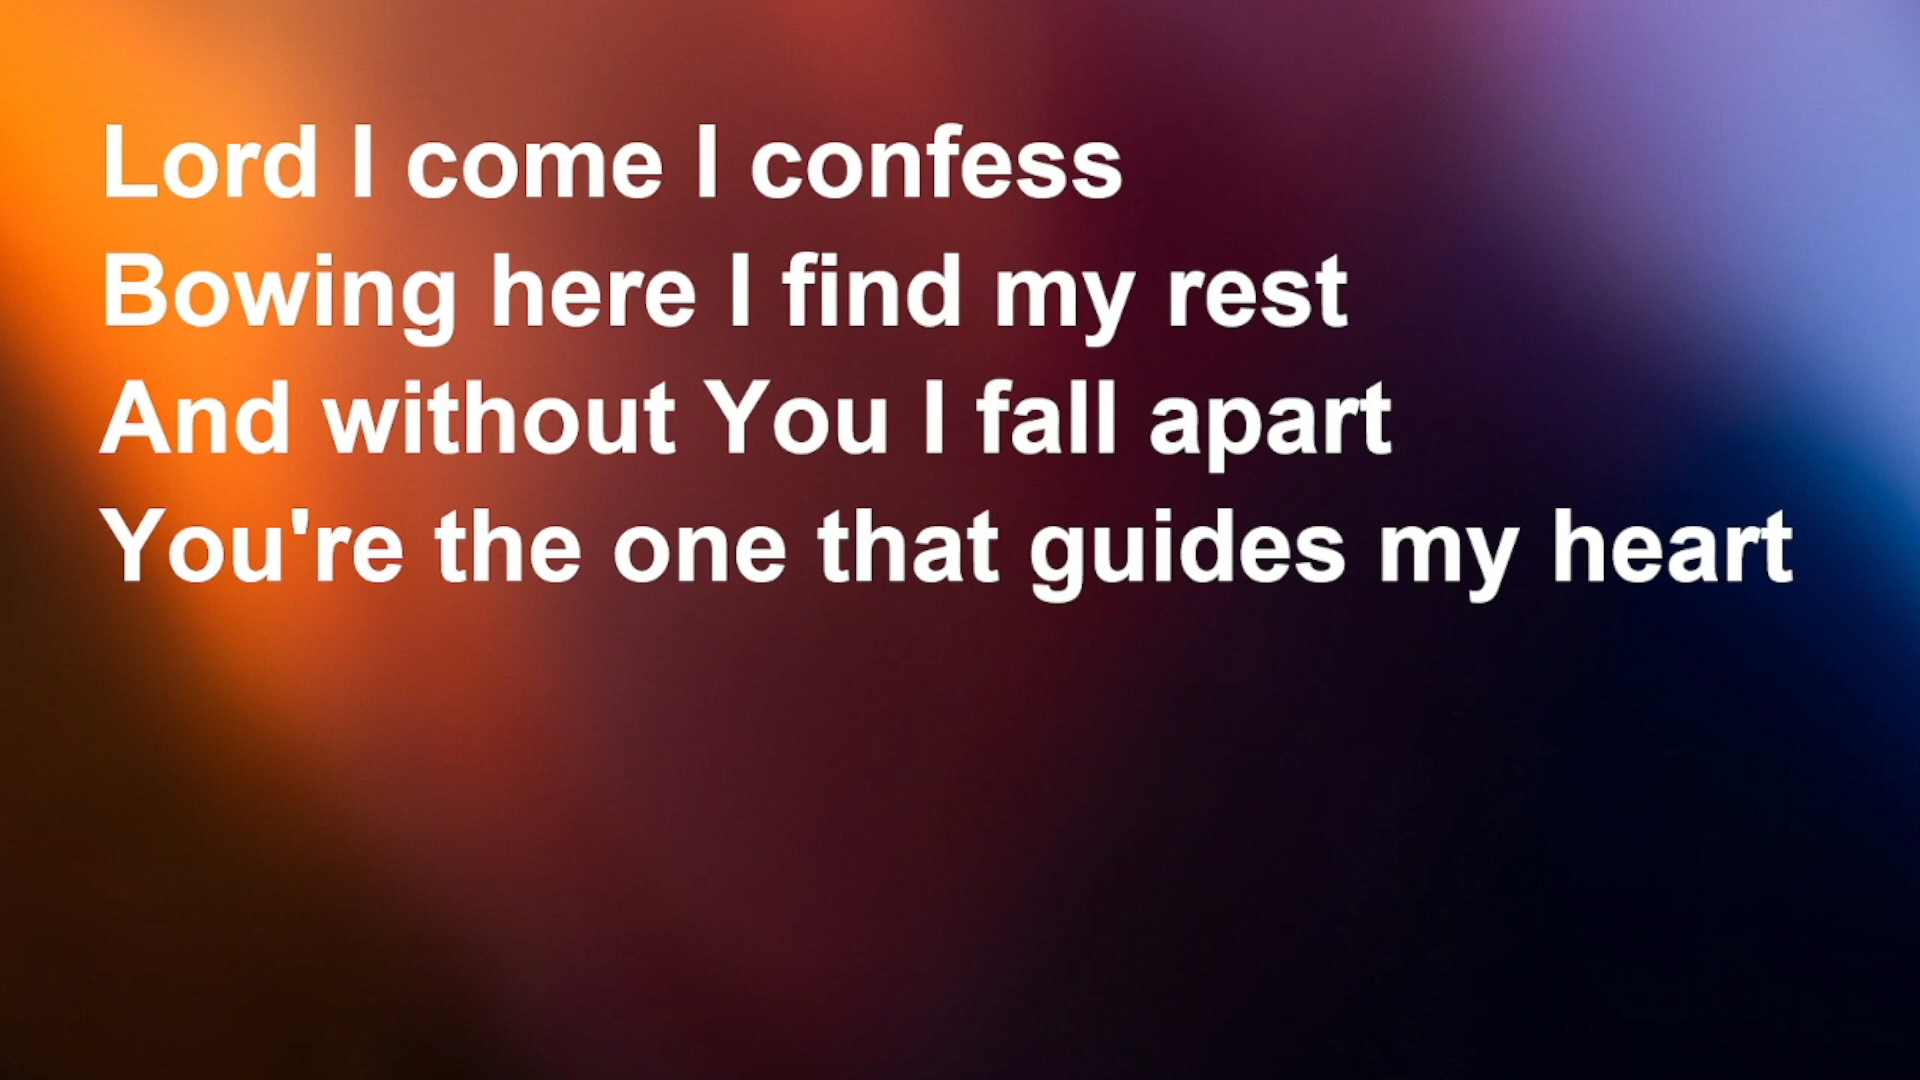 Lord I come I confess
Bowing here I find my rest
And without You I fall apart
You're the one that guides my heart